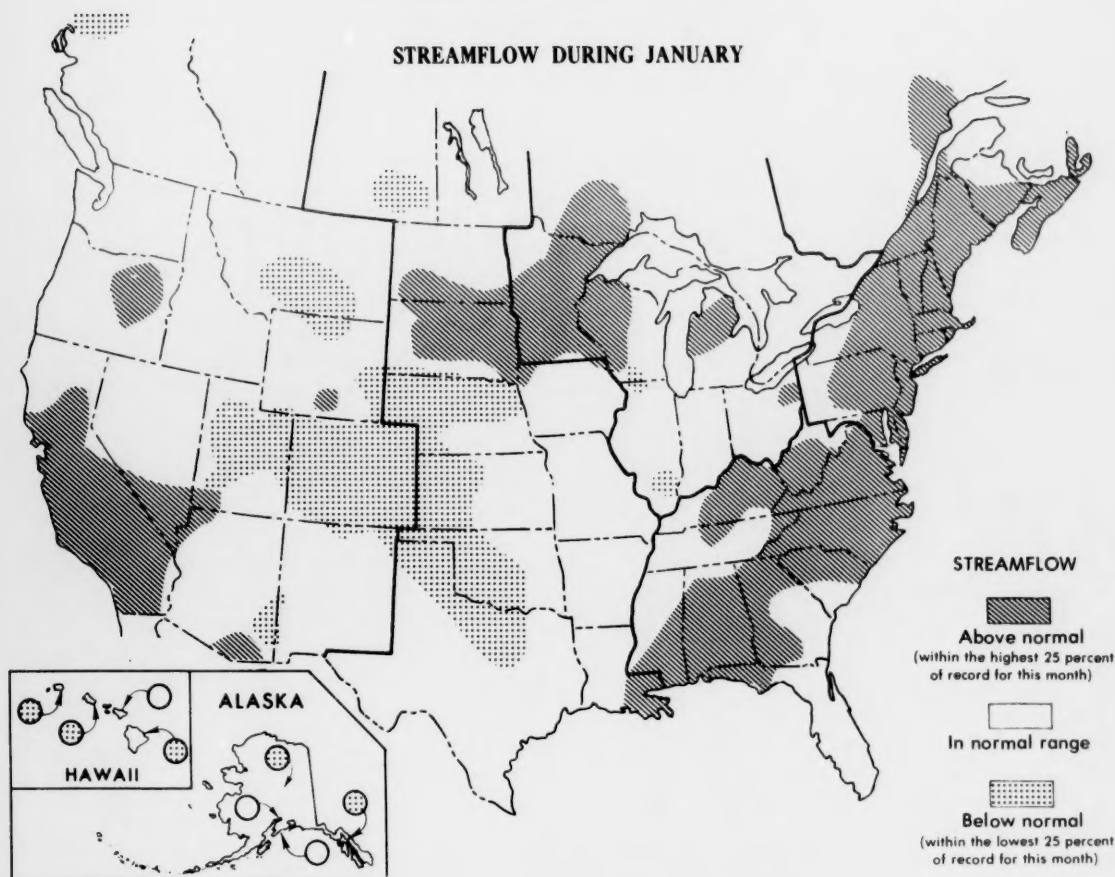 STREAMFLOW DURING JANUARY
STREAMFLOW
Above normal
(within the highest 25 percent
of record for this month)
In normal range
Below normal
(within the lowest 25 percent
of record for this month)
HAWAII
ALASKA